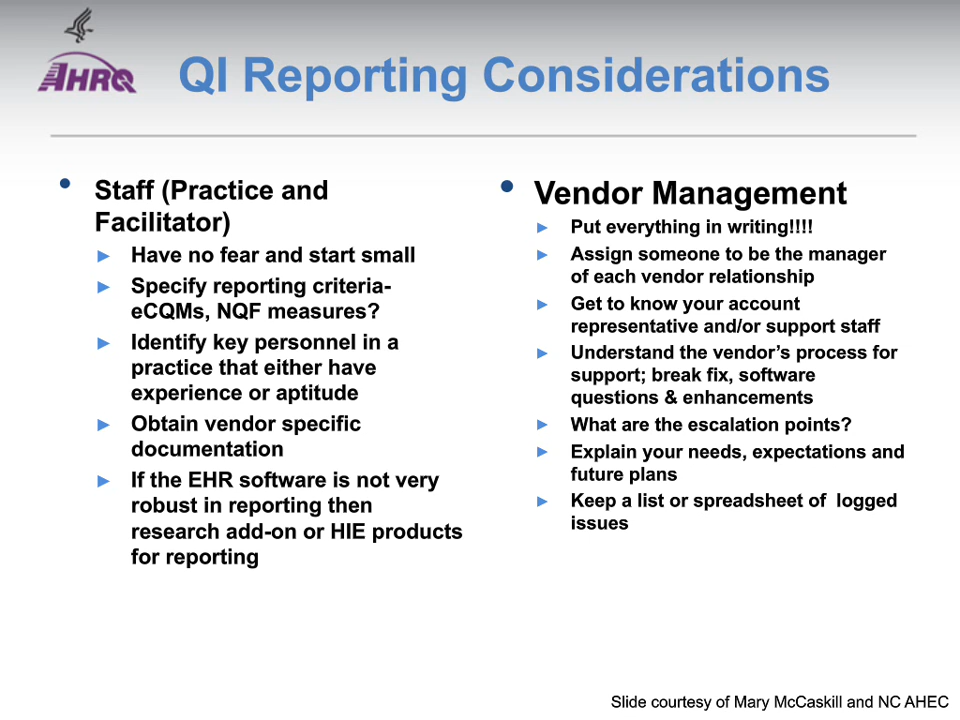 AHRQ
QI Reporting Considerations
• Staff (Practice and
Facilitator)
► Have no fear and start small
► Specify reporting criteria-
eCQMs, NQF measures?
► Identify key personnel in a
practice that either have
experience or aptitude
► Obtain vendor specific
documentation
► If the EHR software is not very
robust in reporting then
research add-on or HIE products
for reporting
• Vendor Management
► Put everything in writing!!!!
► Assign someone to be the manager
of each vendor relationship
► Get to know your account
representative and/or support staff
► Understand the vendor’s process for
support; break fix, software
questions & enhancements
► What are the escalation points?
► Explain your needs, expectations and
future plans
► Keep a list or spreadsheet of  logged
issues
Slide courtesy of Mary McCaskill and NC AHEC